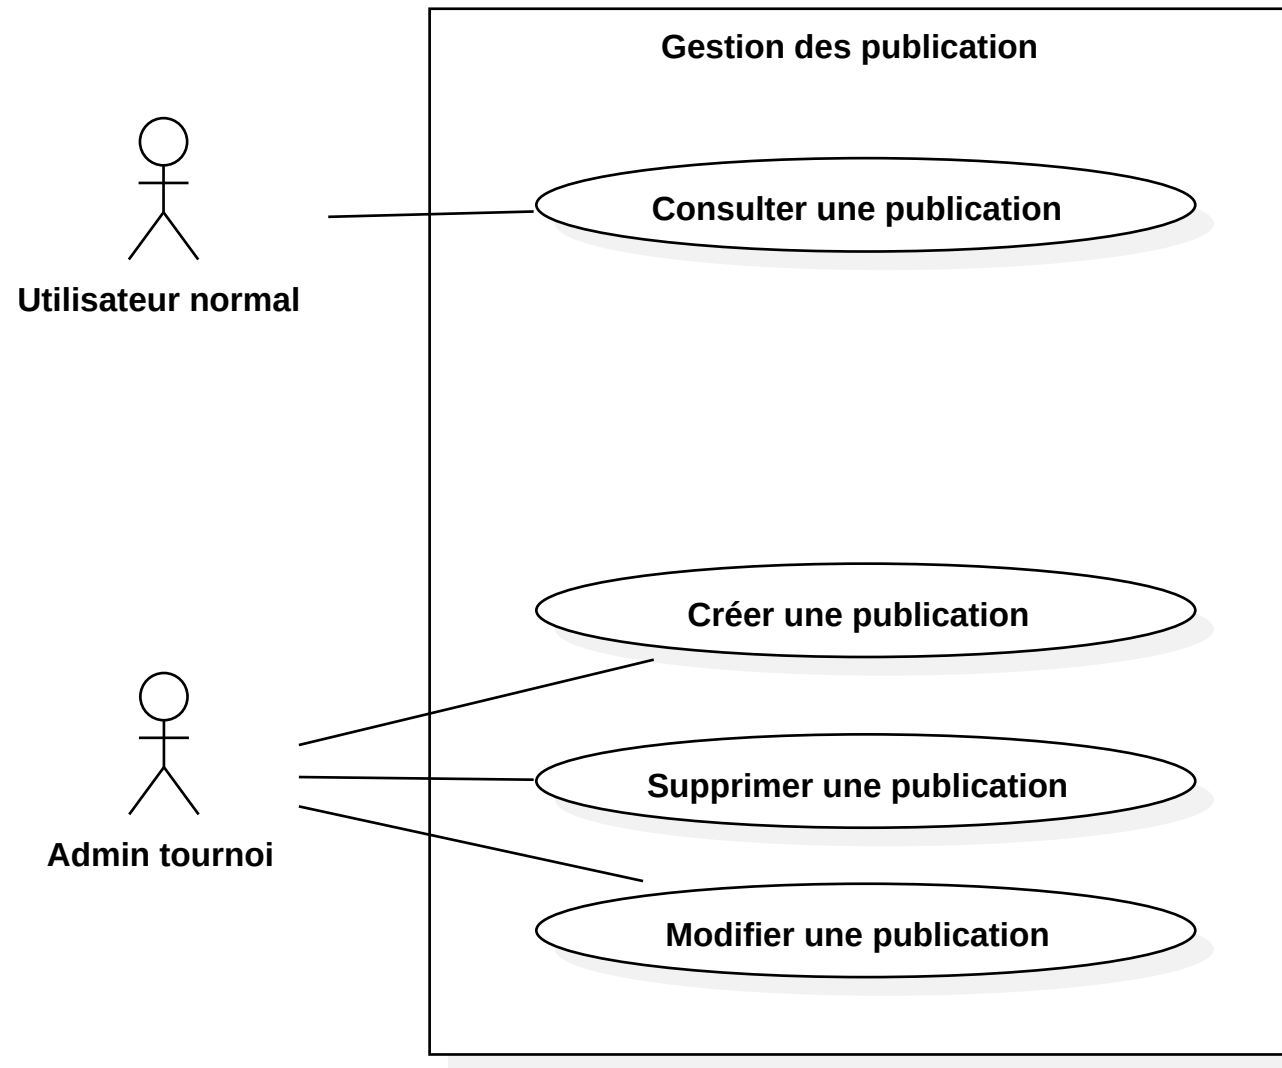 Gestion des publication
Consulter une publication
Utilisateur normal
Créer une publication
Supprimer une publication
Admin tournoi
Modifier une publication